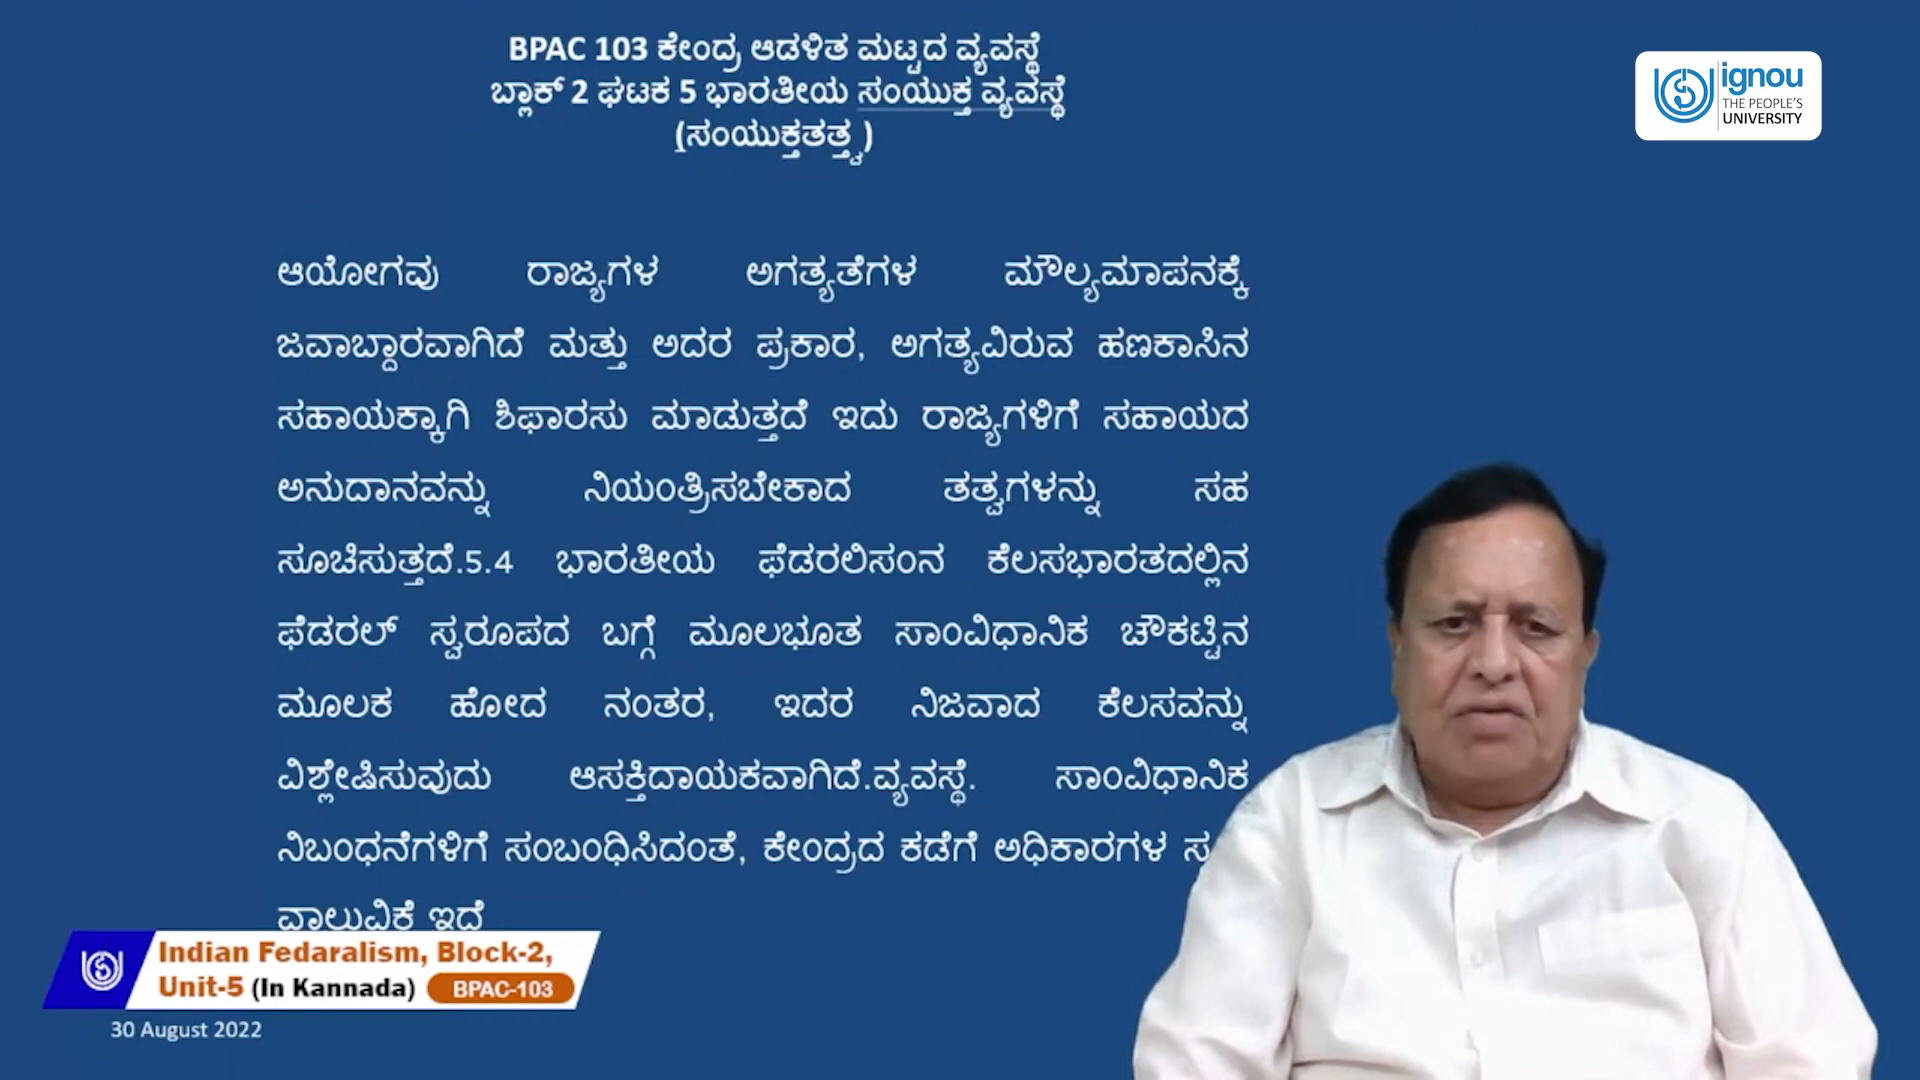 BPAC 103 ಕೇಂದ್ರ ಆಡಳಿತ ಮಟ್ಟದ ವ್ಯವಸ್ಥೆ
ಬ್ಲಾಕ್ 2 ಘಟಕ 5 ಭಾರತೀಯ ಸಂಯುಕ್ತ ವ್ಯವಸ್ಥೆ
(ಸಂಯುಕ್ತತತ್ತ್ವ)
ignou
THE PEOPLE'S
UNIVERSITY
ಆಯೋಗವು ರಾಜ್ಯಗಳ ಅಗತ್ಯತೆಗಳ ಮೌಲ್ಯಮಾಪನಕ್ಕೆ
ಜವಾಬ್ದಾರವಾಗಿದೆ ಮತ್ತು ಅದರ ಪ್ರಕಾರ, ಅಗತ್ಯವಿರುವ ಹಣಕಾಸಿನ
ಸಹಾಯಕ್ಕಾಗಿ ಶಿಫಾರಸು ಮಾಡುತ್ತದೆ ಇದು ರಾಜ್ಯಗಳಿಗೆ ಸಹಾಯದ
ಅನುದಾನವನ್ನು ನಿಯಂತ್ರಿಸಬೇಕಾದ ತತ್ವಗಳನ್ನು ಸಹ
ಸೂಚಿಸುತ್ತದೆ.5.4 ಭಾರತೀಯ ಫೆಡರಲಿಸಂನ ಕೆಲಸಭಾರತದಲ್ಲಿನ
ಫೆಡರಲ್ ಸ್ವರೂಪದ ಬಗ್ಗೆ ಮೂಲಭೂತ ಸಾಂವಿಧಾನಿಕ ಚೌಕಟ್ಟಿನ
ಮೂಲಕ ಹೋದ ನಂತರ, ಇದರ ನಿಜವಾದ ಕೆಲಸವನ್ನು
ವಿಶ್ಲೇಷಿಸುವುದು ಆಸಕ್ತಿದಾಯಕವಾಗಿದೆ.ವ್ಯವಸ್ಥೆ. ಸಾಂವಿಧಾನಿಕ
ನಿಬಂಧನೆಗಳಿಗೆ ಸಂಬಂಧಿಸಿದಂತೆ, ಕೇಂದ್ರದ ಕಡೆಗೆ ಅಧಿಕಾರಗಳ
ವಾಲುವಿಕೆ ಇದೆ
Indian Fedaralism, Block-2,
Unit-5 (In Kannada) BPAC-103
30 August 2022